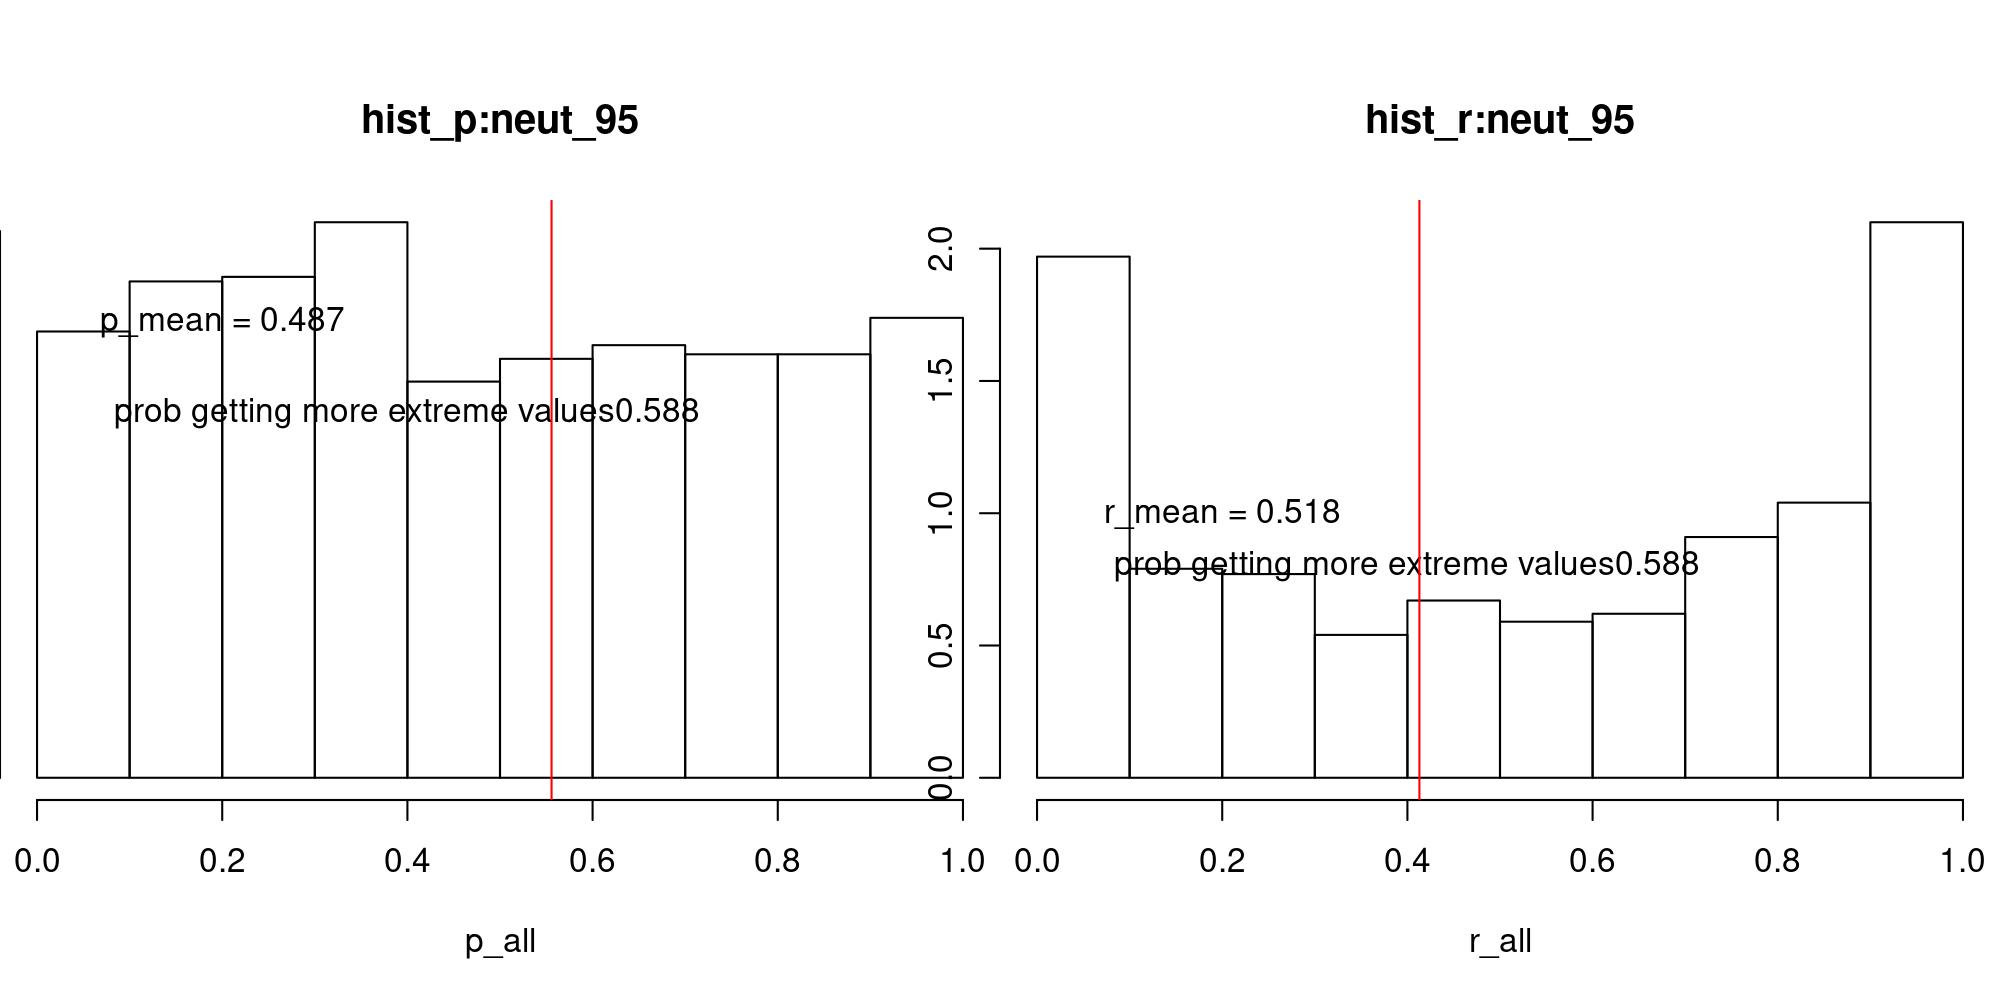 hist_p:neut_95
p_mean = 0.487
prob getting more extreme values0.588
0.0 0.2 0.4 0.6 0.8 1.0
p_all
hist_r:neut_95
2.0
1.5
1.0
0.5
0.0
r_mean = 0.518
prob getting more extreme values0.588
0.0 0.2 0.4 0.6 0.8 1.0
r_all